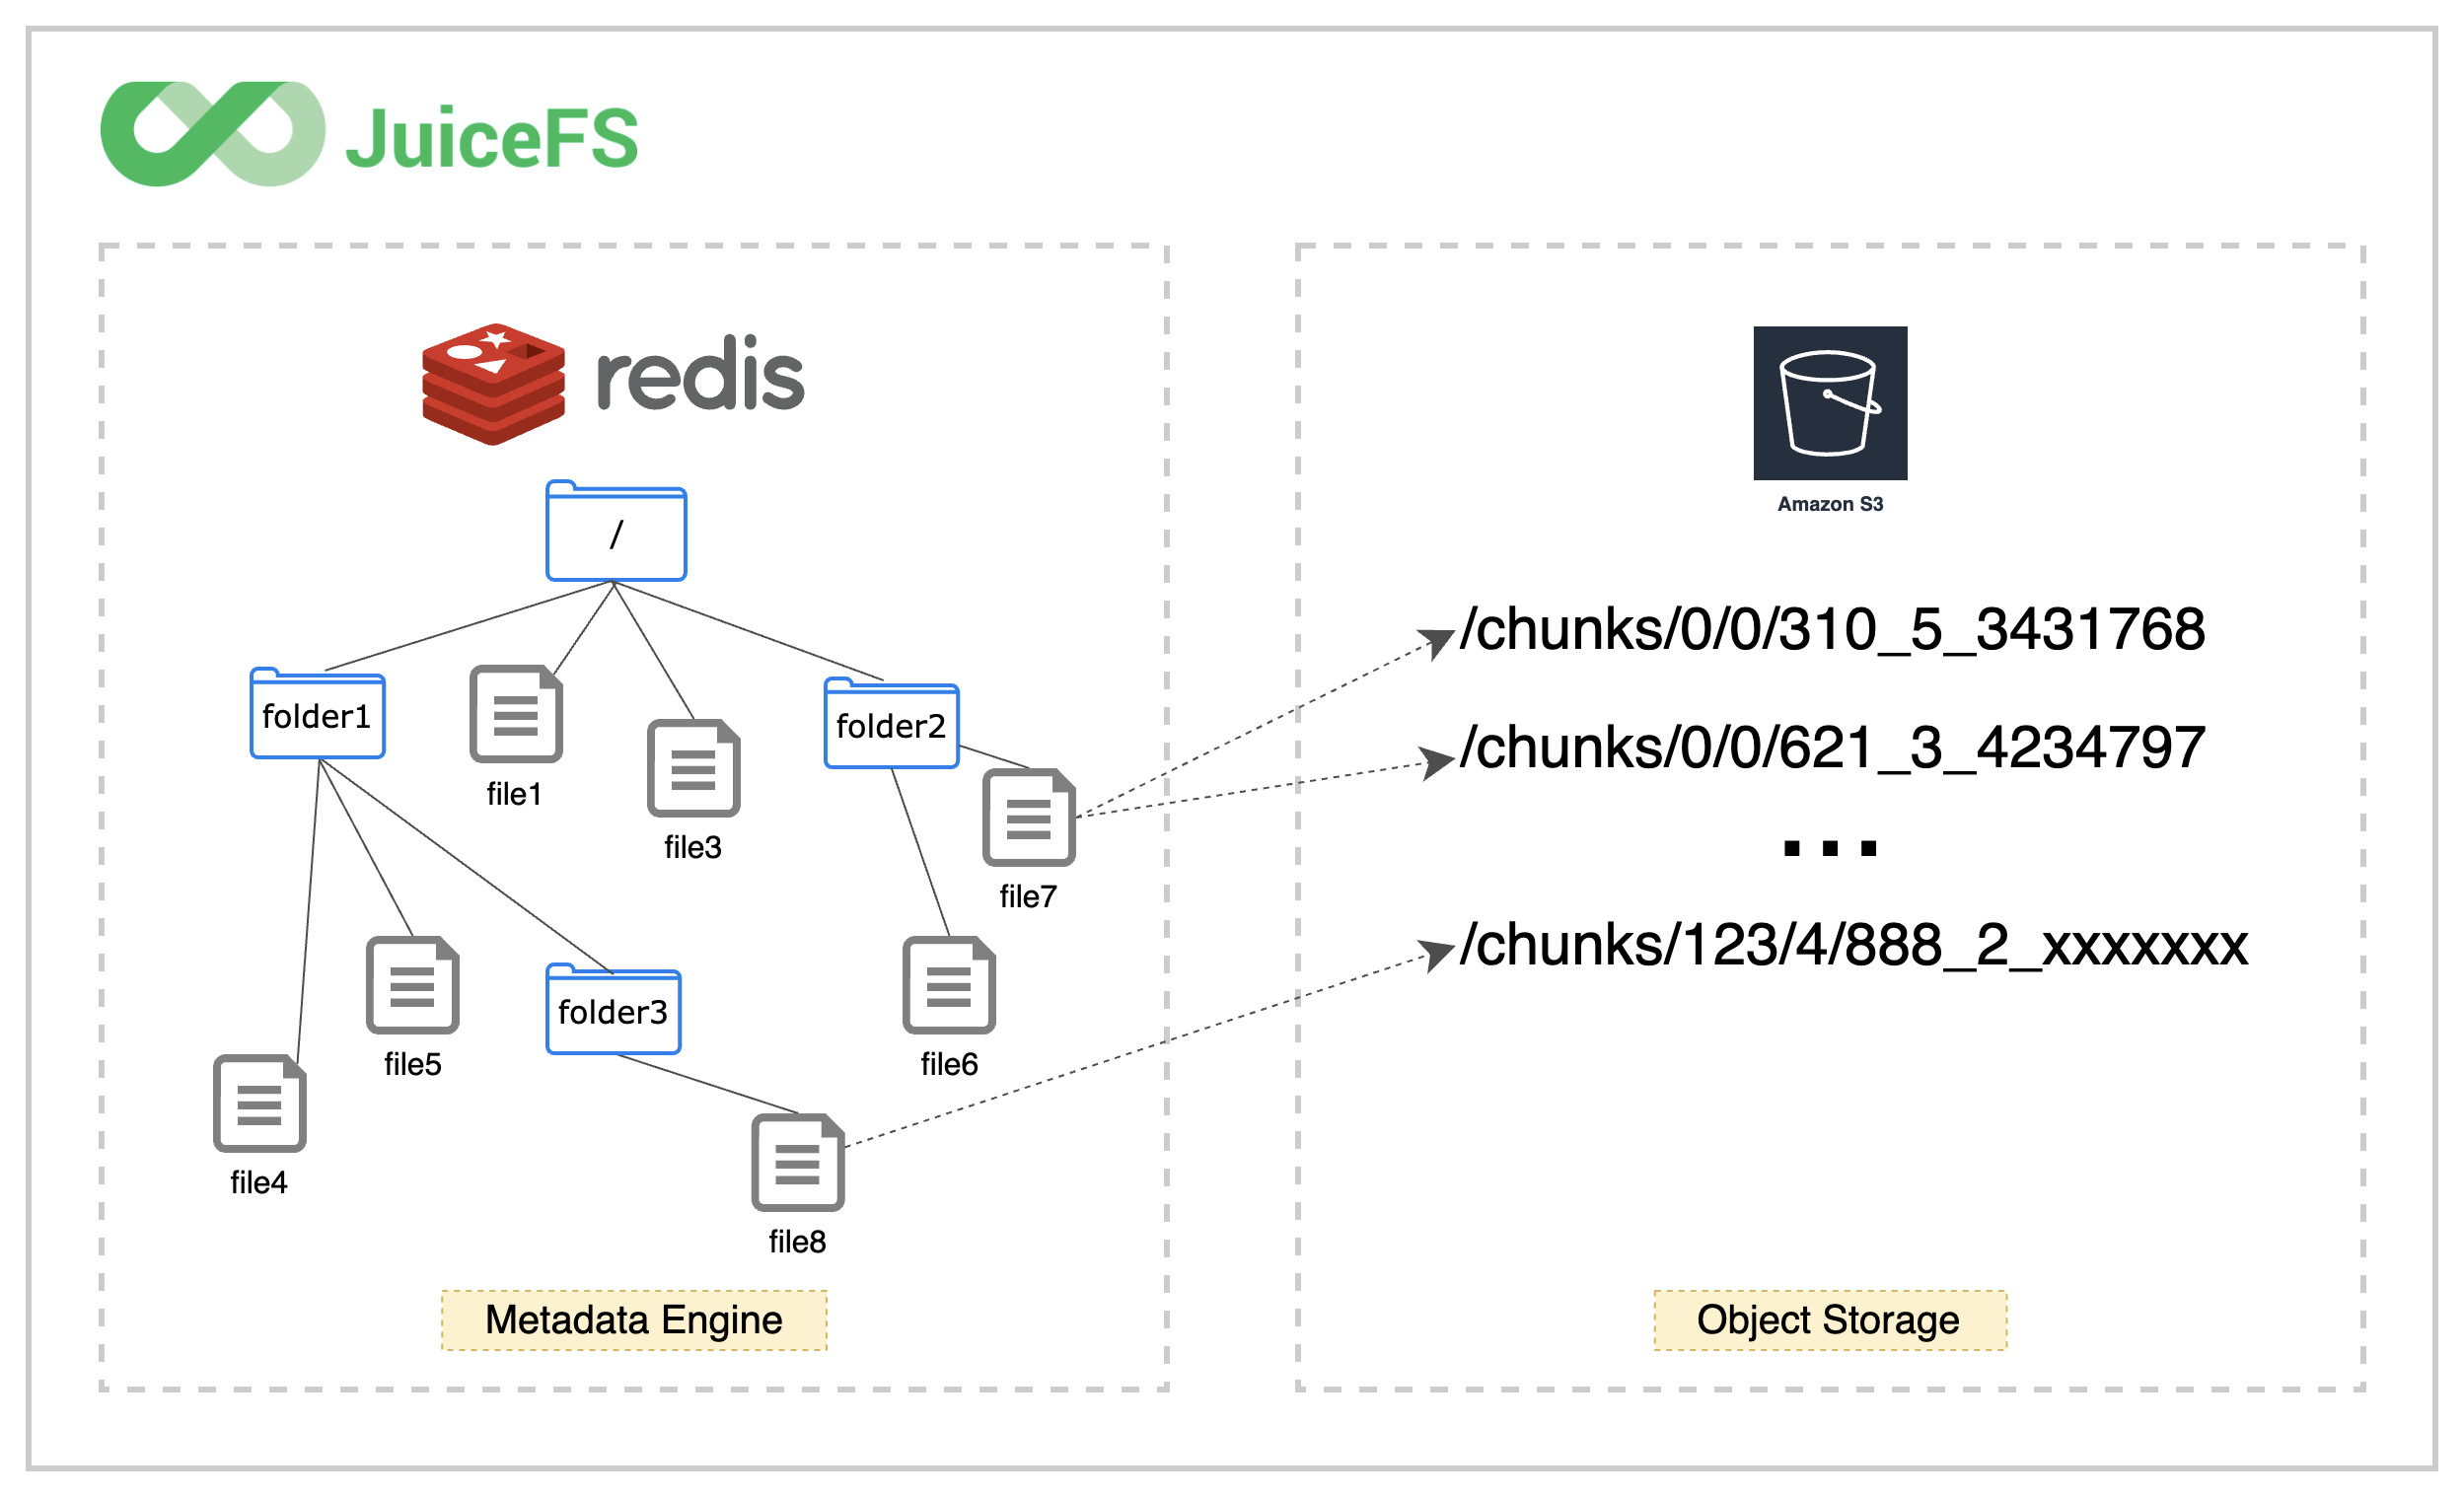 JuiceFS
redis
/
folder1
file1
file3
folder2
file7
file4
file5
folder3
file6
file8
Metadata Engine
Amazon S3
/chunks/0/0/310_5_3431768
/chunks/0/0/621_3_4234797
...
/chunks/123/4/888_2_xxxxxxx
Object Storage